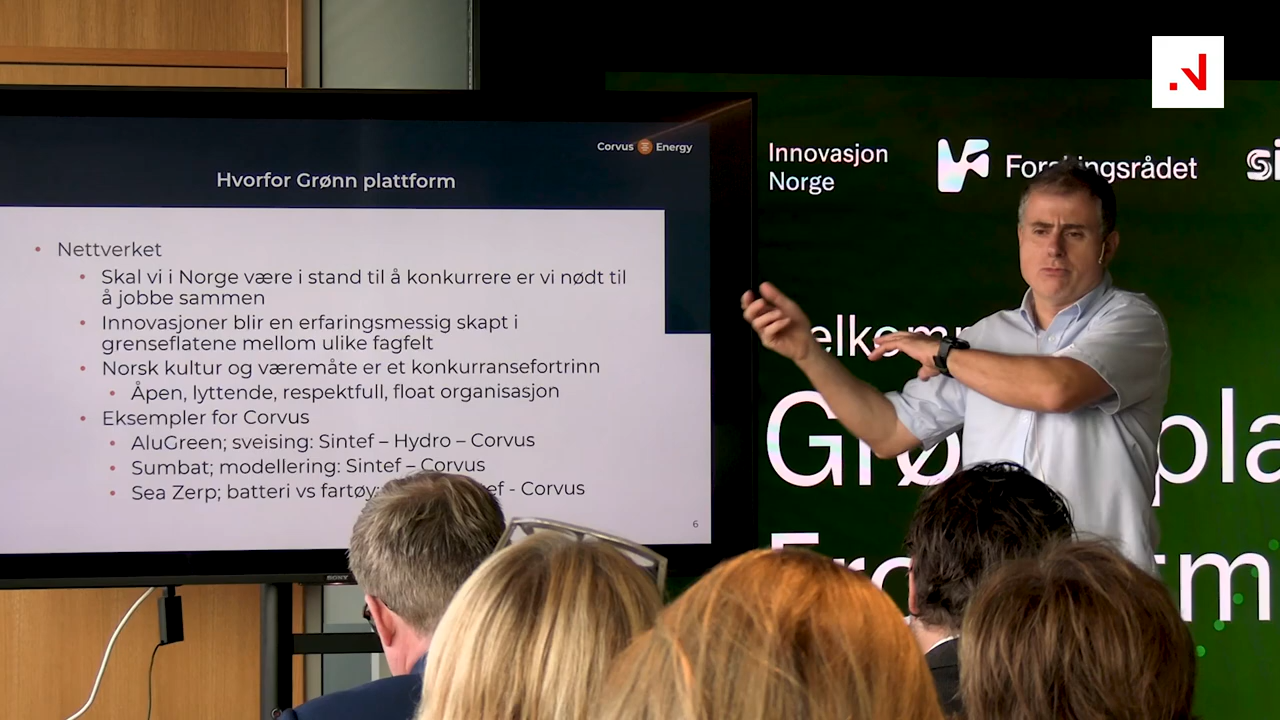 Corvus Energy
Hvorfor Grønn plattform
Nettverket
Skal vi i Norge være i stand til å konkurrere er vi nødt til
å jobbe sammen
Innovasjoner blir en erfaringsmessig skapt i
grenseflatene mellom ulike fagfelt
Norsk kultur og væremåte er et konkurransefortrinn
Åpen, lyttende, respektfull, float organisasjon
Eksempler for Corvus
AluGreen; sveising: Sintef – Hydro – Corvus
Sumbat; modellering: Sintef – Corvus
Sea Zerp; batteri vs fartøy; - Corvus
6
SONY
Innovasjon
Norge